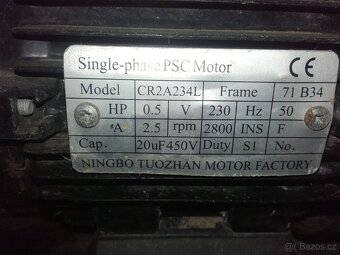 Single-phase PSC Motor CE
Model CR2A234L Frame 71 B34
HP 0.5 V 230 Hz 50
A 2.5 rpm 2800 INS F
Cap. 20uF450V Duty S1 No.
NINGBO TUOZHAN MOTOR FACTORY
bazos.cz